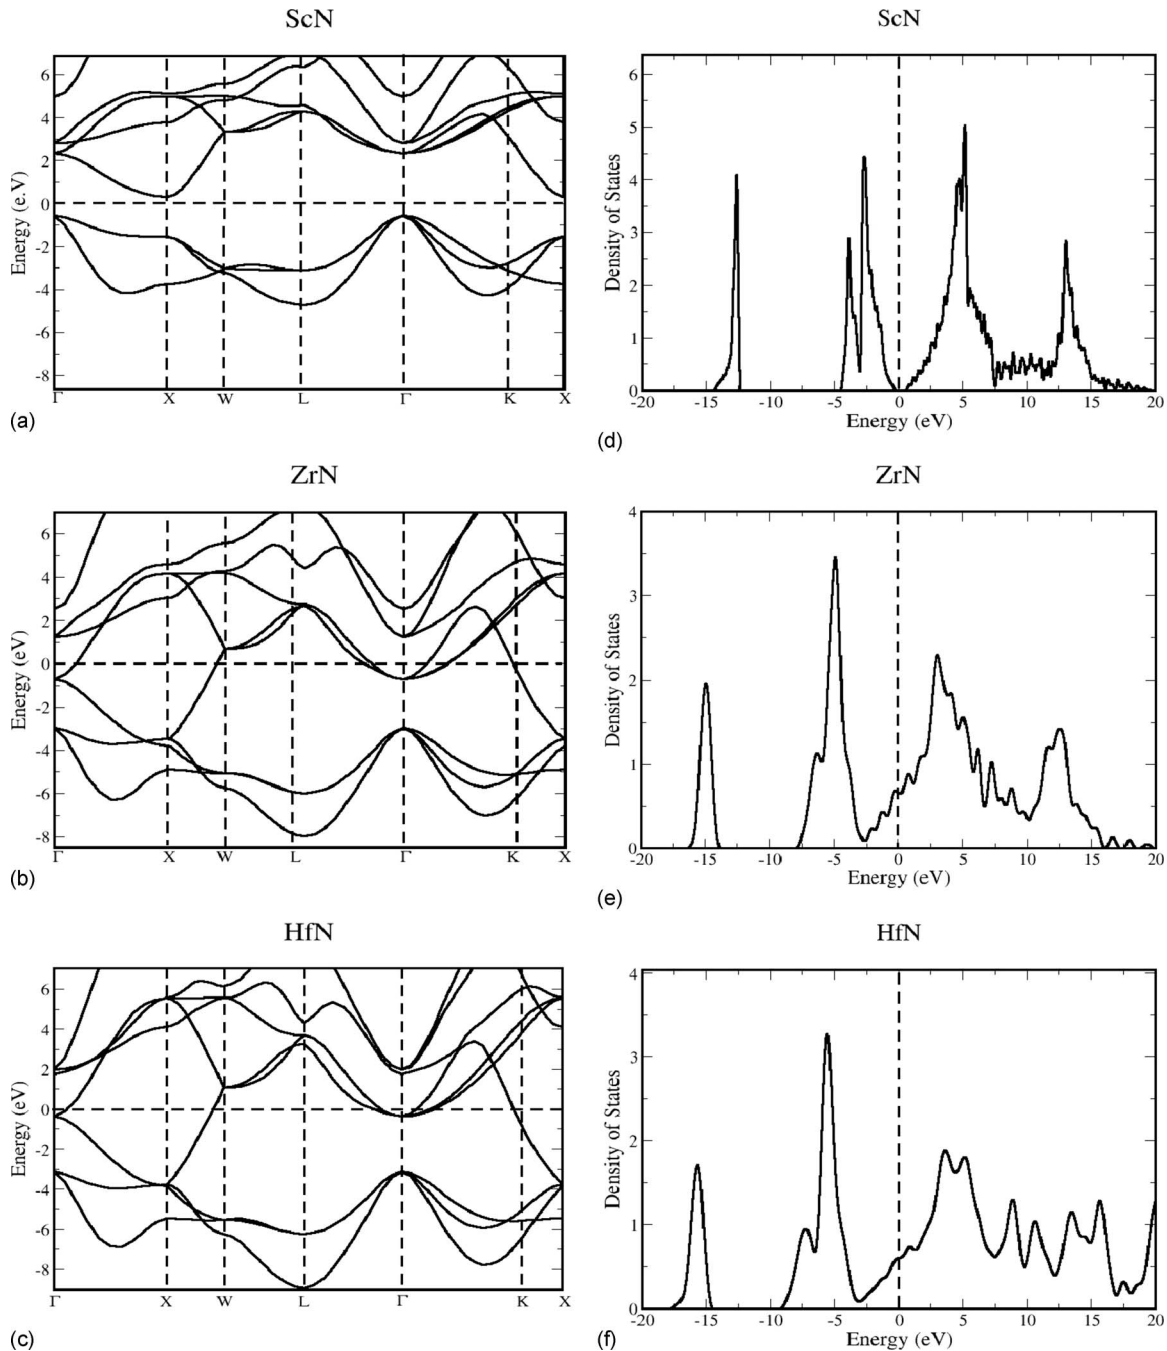 ScN
Energy (e.V)
6
4
2
0
-2
-4
-6
-8
Γ X W L Γ K X
(a)
ScN
Density of States
6
5
4
3
2
1
0
-20 -15 -10 -5 0 5 10 15 20
Energy (eV)
(d)
ZrN
Energy (eV)
6
4
2
0
-2
-4
-6
-8
Γ X W L Γ K X
(b)
ZrN
Density of States
4
3
2
1
0
-20 -15 -10 -5 0 5 10 15 20
Energy (eV)
(e)
HfN
Energy (eV)
6
4
2
0
-2
-4
-6
-8
Γ X W L Γ K X
(c)
HfN
Density of States
4
3
2
1
0
-20 -15 -10 -5 0 5 10 15 20
Energy (eV)
(f)